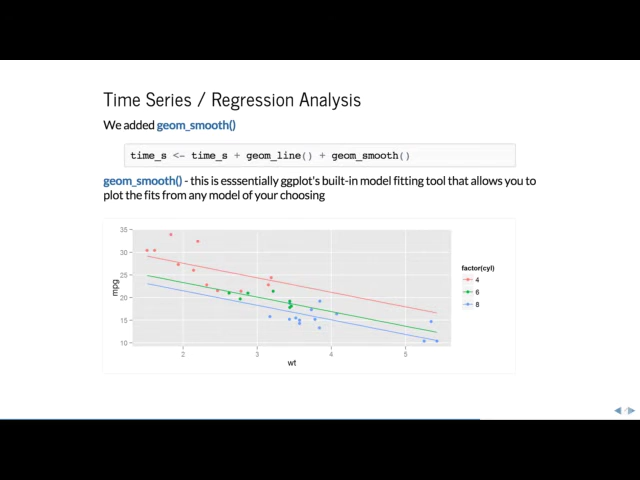 Time Series / Regression Analysis
We added geom_smooth()
time_s <- time_s + geom_line() + geom_smooth()
geom_smooth() - this is esssentially ggplot's built-in model fitting tool that allows you to
plot the fits from any model of your choosing
35
30
25
20
15
10
mpg
2
3
4
5
wt
factor(cyl)
4
6
8